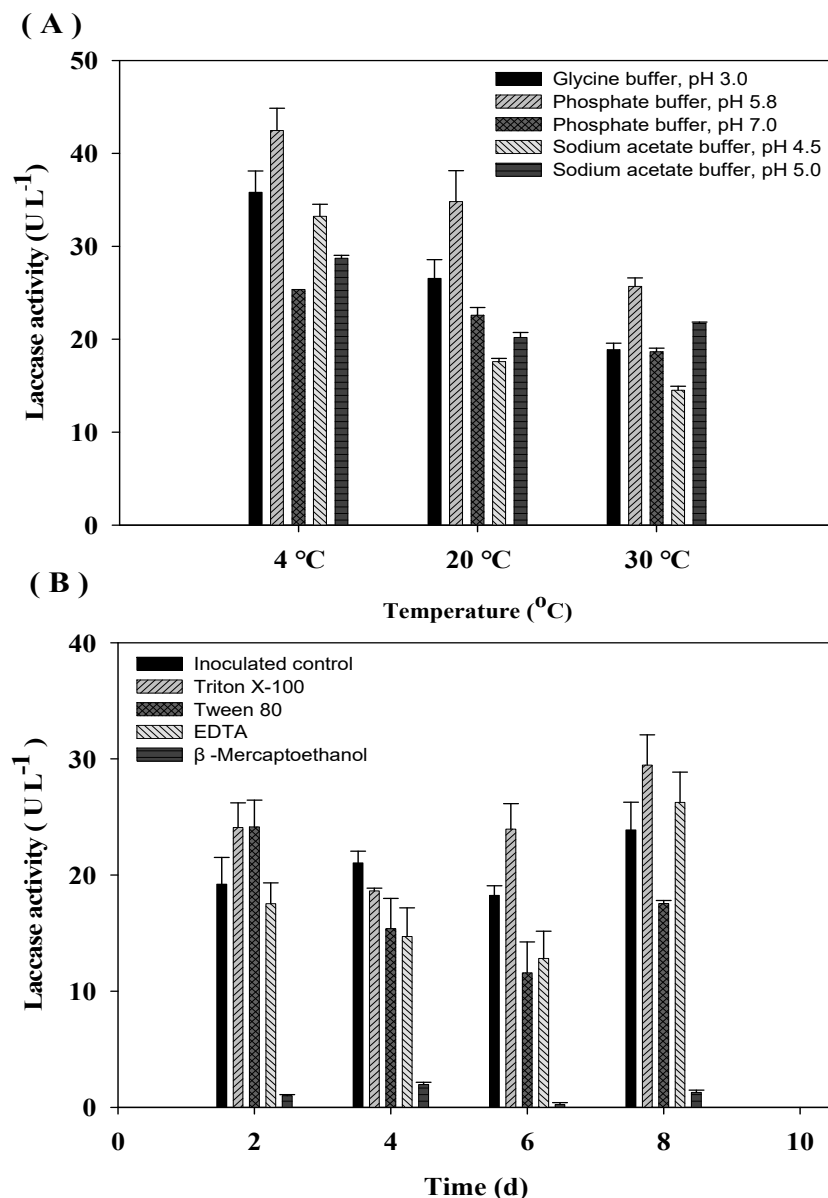 ( A )
50
40
30
20
10
0
Laccase activity (U L-1)
Glycine buffer, pH 3.0
Phosphate buffer, pH 5.8
Phosphate buffer, pH 7.0
Sodium acetate buffer, pH 4.5
Sodium acetate buffer, pH 5.0
4 °C 20 °C 30 °C
Temperature (°C)
( B )
40
30
20
10
0
Laccase activity ( U L-1)
Inoculated control
Triton X-100
Tween 80
EDTA
β -Mercaptoethanol
0 2 4 6 8 10
Time (d)